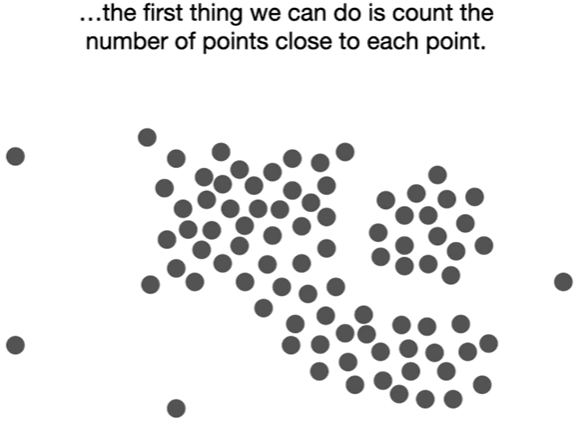 ...the first thing we can do is count the
number of points close to each point.